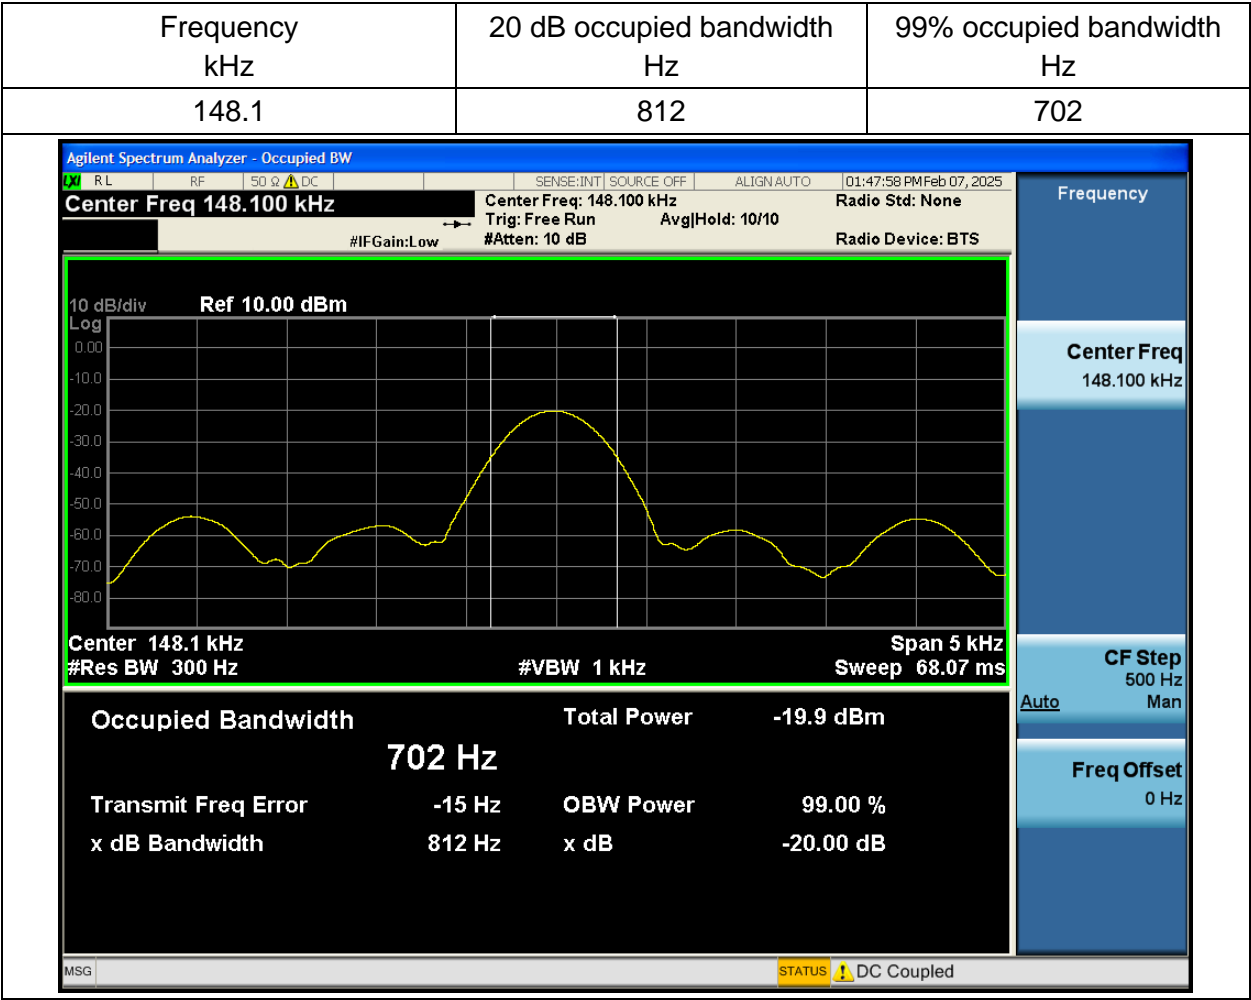 Frequency kHz 20 dB occupied bandwidth Hz 99% occupied bandwidth Hz
148.1 812 702
Agilent Spectrum Analyzer - Occupied BW
LXI R L RF 50 Ω DC SENSE:INT SOURCE OFF ALIGN AUTO 01:47:58 PM Feb 07, 2025
Center Freq 148.100 kHz
Center Freq: 148.100 kHz Radio Std: None
Trig: Free Run Avg|Hold: 10/10
#IFGain:Low #Atten: 10 dB Radio Device: BTS
Frequency
10 dB/div Ref 10.00 dBm
Log
0.00
-10.0
-20.0
-30.0
-40.0
-50.0
-60.0
-70.0
-80.0
Center 148.1 kHz Span 5 kHz
#Res BW 300 Hz #VBW 1 kHz Sweep 68.07 ms
Center Freq
148.100 kHz
CF Step
500 Hz
Auto Man
Freq Offset
0 Hz
Occupied Bandwidth Total Power -19.9 dBm
702 Hz
Transmit Freq Error -15 Hz OBW Power 99.00 %
x dB Bandwidth 812 Hz x dB -20.00 dB
MSG STATUS DC Coupled